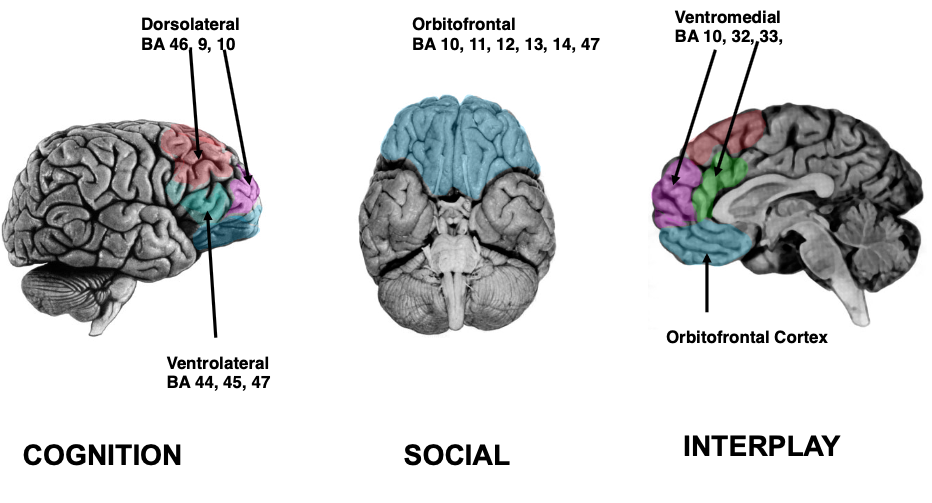 Dorsolateral
BA 46, 9, 10
Orbitofrontal
BA 10, 11, 12, 13, 14, 47
Ventromedial
BA 10, 32, 33,
Ventrolateral
BA 44, 45, 47
Orbitofrontal Cortex
COGNITION
SOCIAL
INTERPLAY